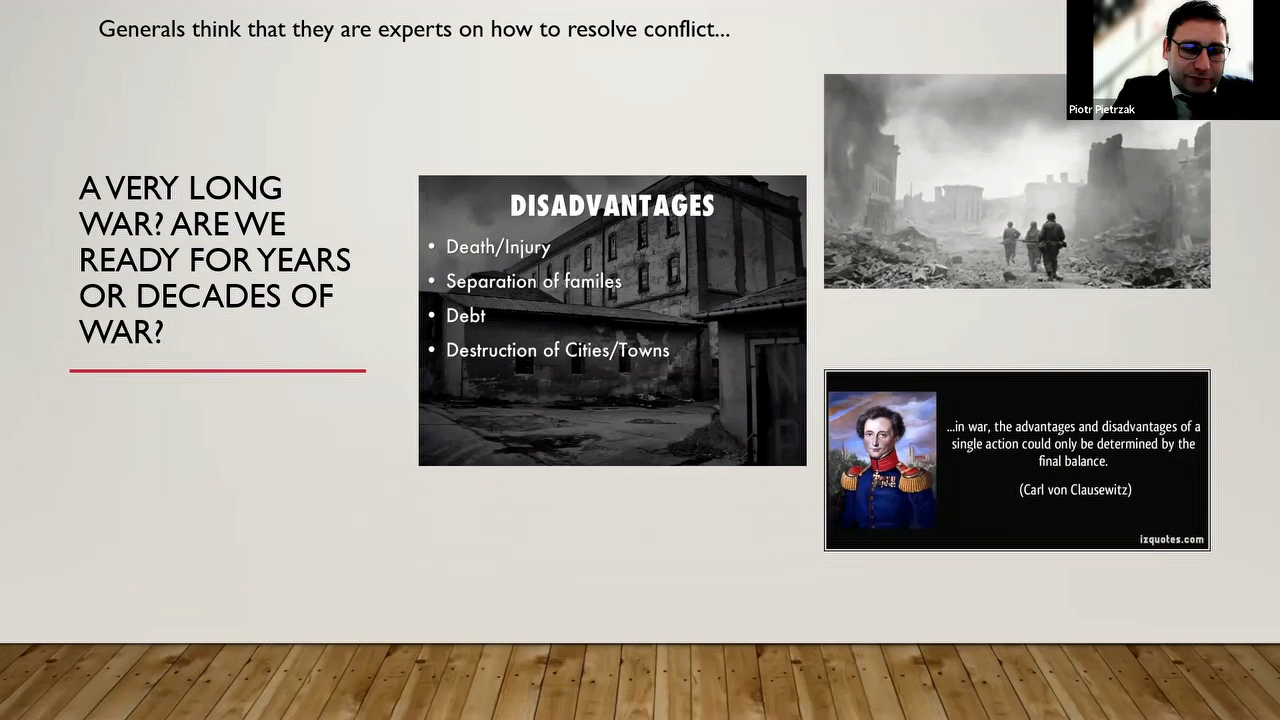 Generals think that they are experts on how to resolve conflict...
Piotr Pietrzak
A VERY LONG
WAR? ARE WE
READY FOR YEARS
OR DECADES OF
WAR?
DISADVANTAGES
• Death/Injury
• Separation of familes
• Debt
• Destruction of Cities/Towns
...in war, the advantages and disadvantages of a
single action could only be determined by the
final balance.
(Carl von Clausewitz)
izquotes.com